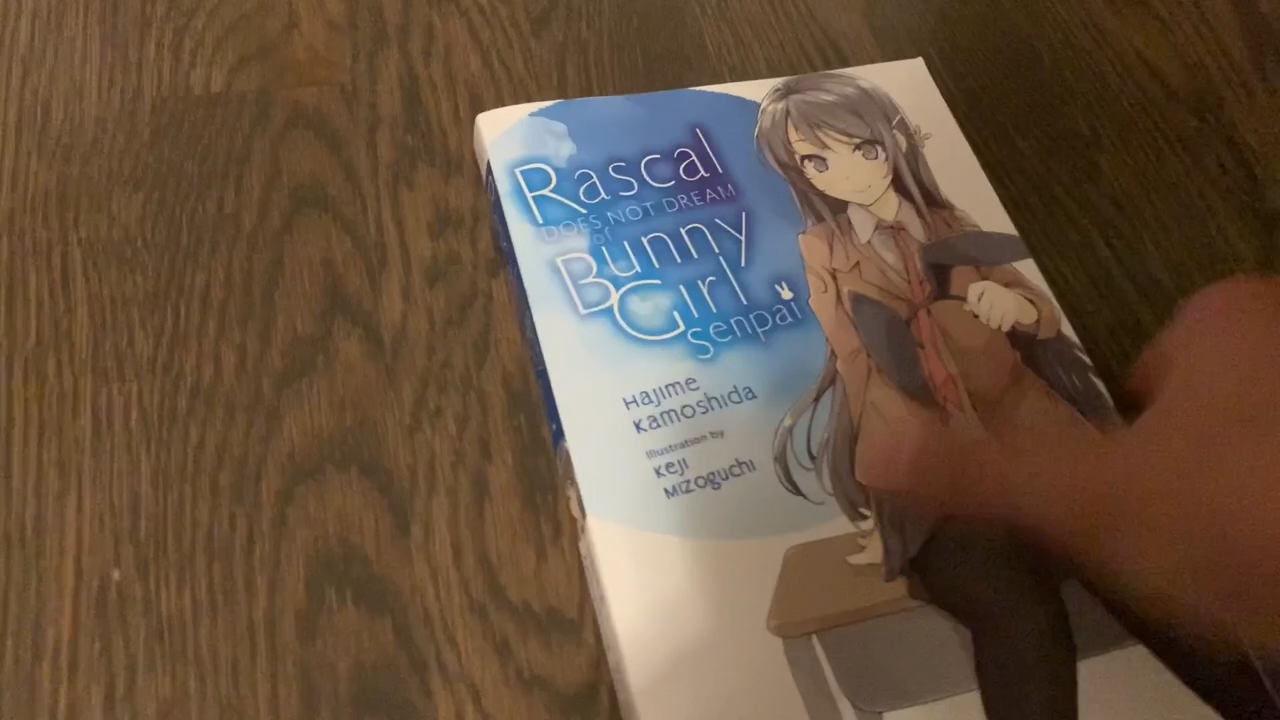 Rascal
DOES NOT DREAM
of
Bunny
Girl
Senpai
Hajime
Kamoshida
Illustration by
Keji
Mizoguchi